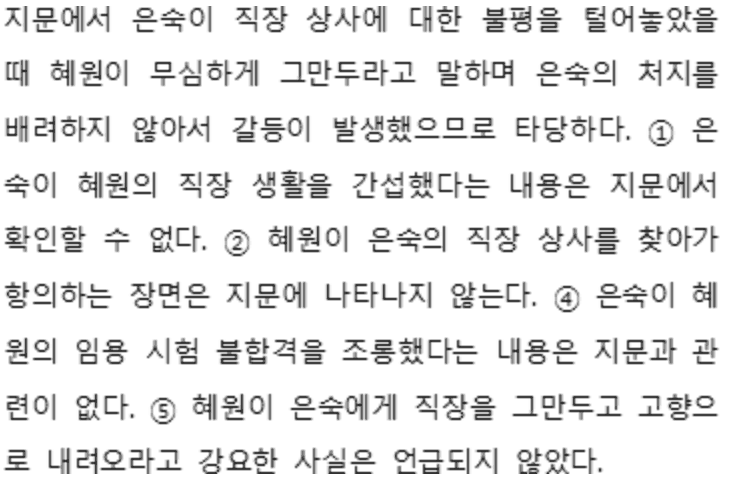 지문에서 은숙이 직장 상사에 대한 불평을 털어놓았을
때 혜원이 무심하게 그만두라고 말하며 은숙의 처지를
배려하지 않아서 갈등이 발생했으므로 타당하다. ① 은
숙이 혜원의 직장 생활을 간섭했다는 내용은 지문에서
확인할 수 없다. ② 혜원이 은숙의 직장 상사를 찾아가
항의하는 장면은 지문에 나타나지 않는다. ④ 은숙이 혜
원의 임용 시험 불합격을 조롱했다는 내용은 지문과 관
련이 없다. ⑤ 혜원이 은숙에게 직장을 그만두고 고향으
로 내려오라고 강요한 사실은 언급되지 않았다.